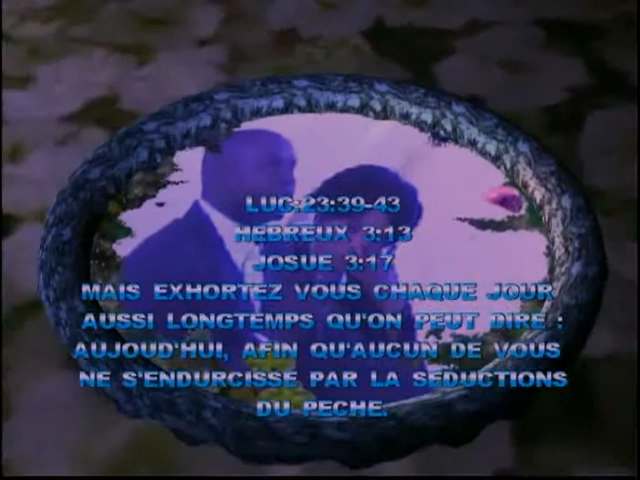 LUC:23:39-43
HEBREUX 3:13
JOSUE 3:17
MAIS EXHORTEZ VOUS CHAQUE JOUR
AUSSI LONGTEMPS QU'ON PEUT DIRE :
AUJOUD'HUI, AFIN QU'AUCUN DE VOUS
NE S'ENDURCISSE PAR LA SEDUCTIONS
DU PECHE.